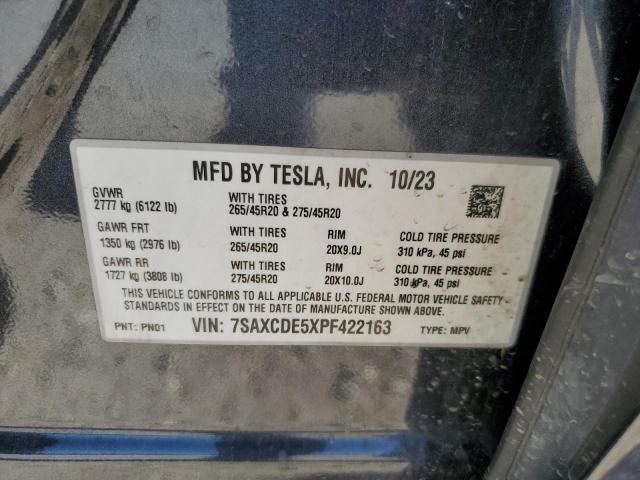 MFD BY TESLA, INC. 10/23
GVWR WITH TIRES
2777 kg (6122 lb) 265/45R20 & 275/45R20
GAWR FRT WITH TIRES RIM COLD TIRE PRESSURE
1350 kg (2976 lb) 265/45R20 20X9.0J 310 kPa, 45 psi
GAWR RR WITH TIRES RIM COLD TIRE PRESSURE
1727 kg (3808 lb) 275/45R20 20X10.0J 310 kPa, 45 psi
THIS VEHICLE CONFORMS TO ALL APPLICABLE U.S. FEDERAL MOTOR VEHICLE SAFETY
STANDARDS IN EFFECT ON THE DATE OF MANUFACTURE SHOWN ABOVE.
PNT: PN01 VIN: 7SAXCDE5XPF422163 TYPE: MPV